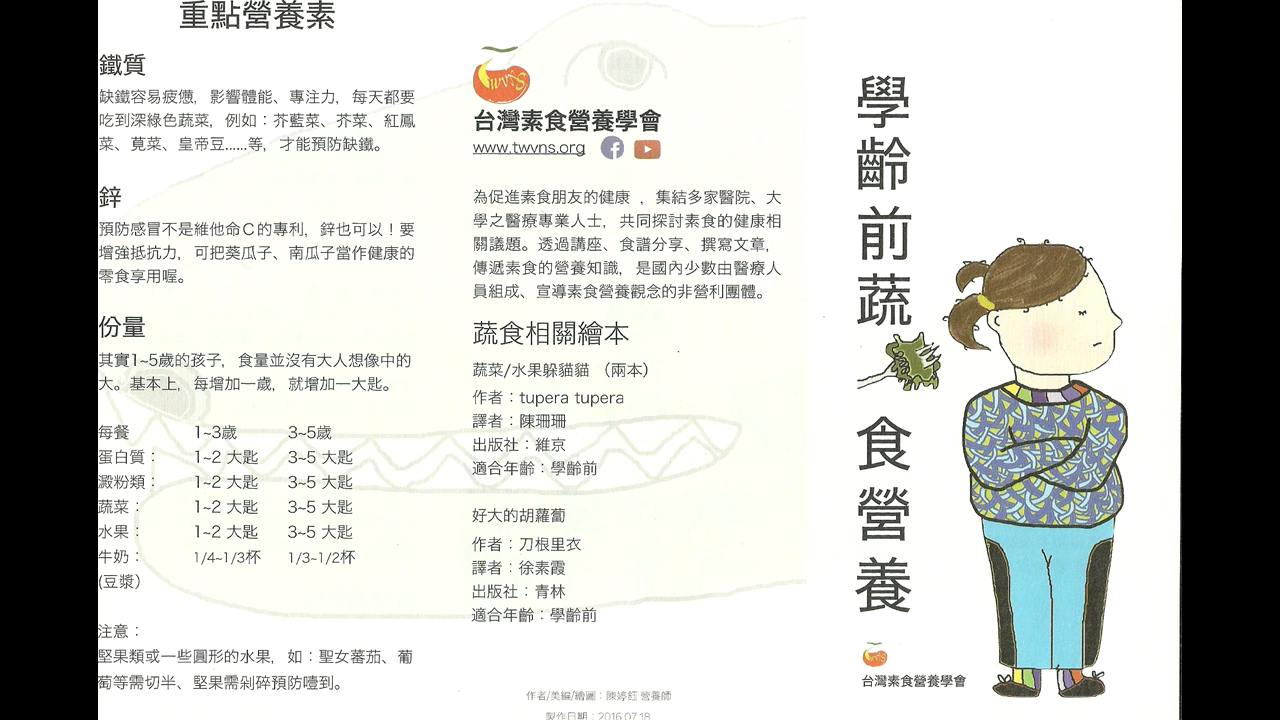 重點營養素
鐵質
缺鐵容易疲憊，影響體能、專注力，每天都要
吃到深綠色蔬菜，例如：芥藍菜、芥菜、紅鳳
菜、莧菜、皇帝豆......等，才能預防缺鐵。
鋅
預防感冒不是維他命C的專利，鋅也可以！要
增強抵抗力，可把葵瓜子、南瓜子當作健康的
零食享用喔。
份量
其實1~5歲的孩子，食量並沒有大人想像中的
大。基本上，每增加一歲，就增加一大匙。
每餐 1~3歲 3~5歲
蛋白質： 1~2 大匙 3~5 大匙
澱粉類： 1~2 大匙 3~5 大匙
蔬菜： 1~2 大匙 3~5 大匙
水果： 1~2 大匙 3~5 大匙
牛奶： 1/4~1/3杯 1/3~1/2杯
(豆漿)
注意：
堅果類或一些圓形的水果，如：聖女蕃茄、葡
萄等需切半、堅果需剁碎預防噎到。
twvns
台灣素食營養學會
www.twvns.org
為促進素食朋友的健康 ，集結多家醫院、大
學之醫療專業人士，共同探討素食的健康相
關議題。透過講座、食譜分享、撰寫文章，
傳遞素食的營養知識，是國內少數由醫療人
員組成、宣導素食營養觀念的非營利團體。
蔬食相關繪本
蔬菜/水果躲貓貓 （兩本）
作者：tupera tupera
譯者：陳珊珊
出版社：維京
適合年齡：學齡前
好大的胡蘿蔔
作者：刀根里衣
譯者：徐素霞
出版社：青林
適合年齡：學齡前
作者/美編/繪圖：陳婷鈺 營養師
製作日期：2016.07.18
學齡前蔬食營養
台灣素食營養學會